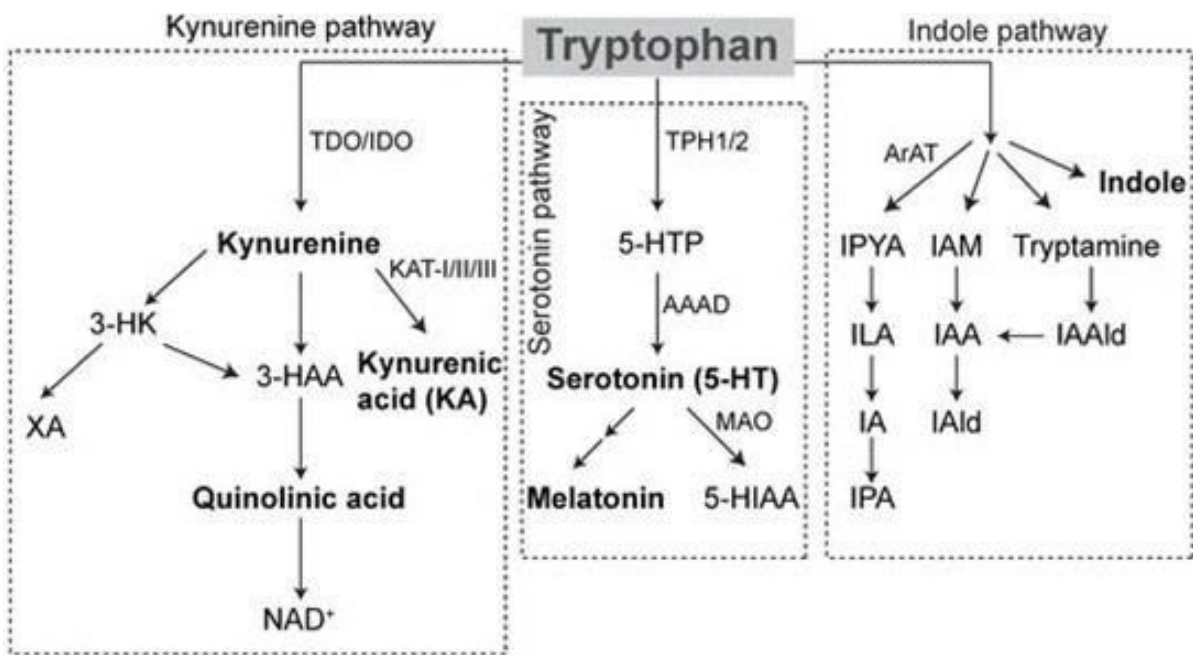 Kynurenine pathway
Tryptophan
Indole pathway
TDO/IDO
Kynurenine
KAT-I/II/III
3-HK
3-HAA
Kynurenic
acid (KA)
XA
Quinolinic acid
NAD⁺
Serotonin pathway
TPH1/2
5-HTP
AAAD
Serotonin (5-HT)
MAO
Melatonin
5-HIAA
ArAT
Indole
IPYA
IAM
Tryptamine
ILA
IAA
IAAld
IA
IAld
IPA